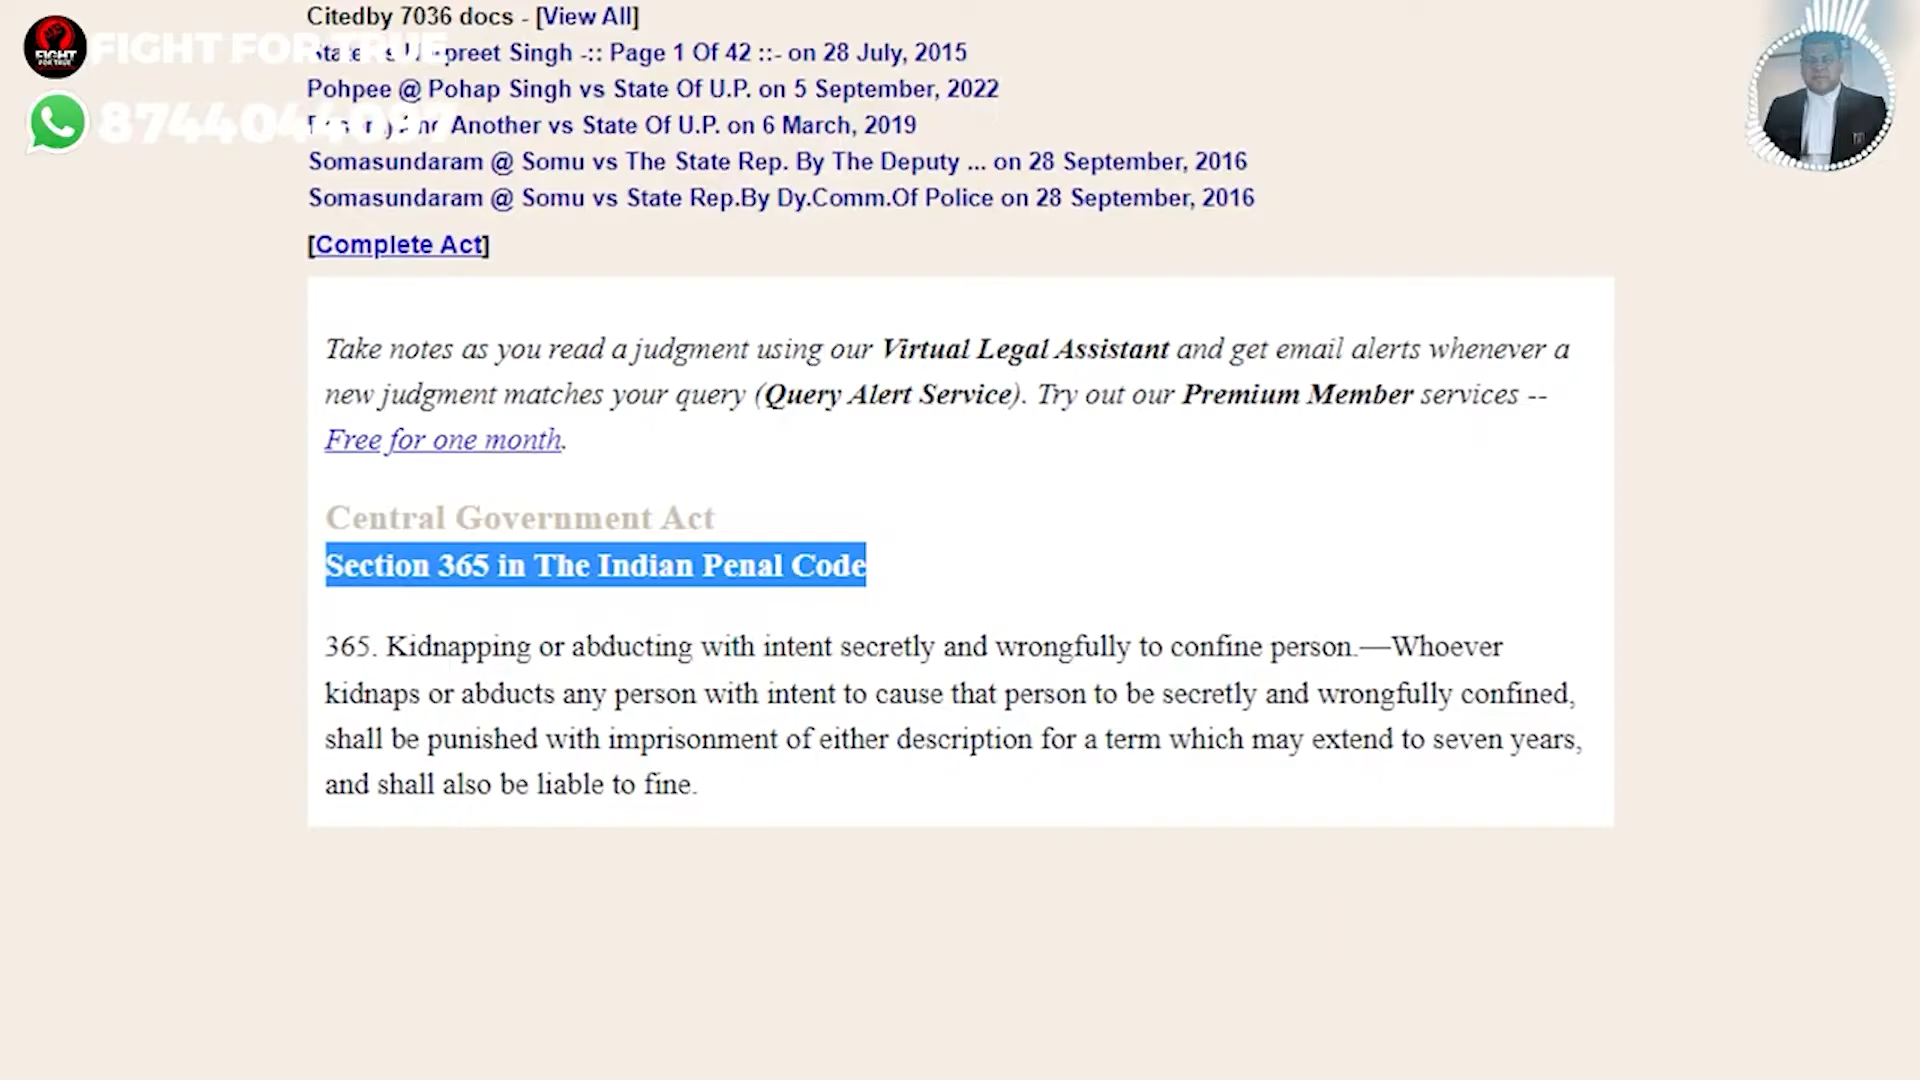 Citedby 7036 docs - [View All]
FIGHT FOR TRUE
preet Singh -:: Page 1 Of 42 ::- on 28 July, 2015
FIGHT
FOR TRUE
Pohpee @ Pohap Singh vs State Of U.P. on 5 September, 2022
Another vs State Of U.P. on 6 March, 2019
Somasundaram @ Somu vs The State Rep. By The Deputy ... on 28 September, 2016
Somasundaram @ Somu vs State Rep.By Dy.Comm.Of Police on 28 September, 2016
[Complete Act]
Take notes as you read a judgment using our Virtual Legal Assistant and get email alerts whenever a
new judgment matches your query (Query Alert Service). Try out our Premium Member services --
Free for one month.
Central Government Act
Section 365 in The Indian Penal Code
365. Kidnapping or abducting with intent secretly and wrongfully to confine person.—Whoever
kidnaps or abducts any person with intent to cause that person to be secretly and wrongfully confined,
shall be punished with imprisonment of either description for a term which may extend to seven years,
and shall also be liable to fine.